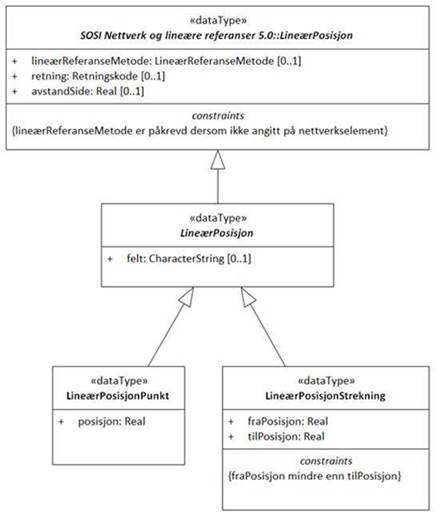 «dataType»
SOSI Nettverk og lineære referanser 5.0::LineærPosisjon
+ lineærReferanseMetode: LineærReferanseMetode [0..1]
+ retning: Retningskode [0..1]
+ avstandSide: Real [0..1]
constraints
{lineærReferanseMetode er påkrevd dersom ikke angitt på nettverkselement}
«dataType»
LineærPosisjon
+ felt: CharacterString [0..1]
«dataType»
LineærPosisjonPunkt
+ posisjon: Real
«dataType»
LineærPosisjonStrekning
+ fraPosisjon: Real
+ tilPosisjon: Real
constraints
{fraPosisjon mindre enn tilPosisjon}